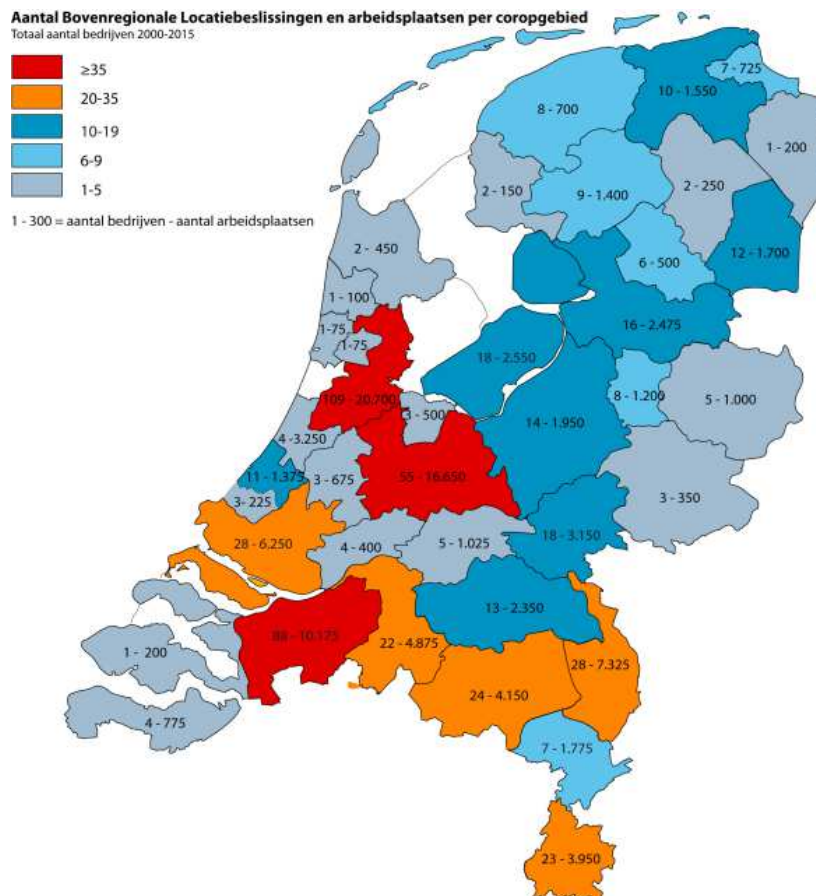 Aantal Bovenregionale Locatiebeslissingen en arbeidsplaatsen per coropgebied
Totaal aantal bedrijven 2000-2015
≥35
20-35
10-19
6-9
1-5
1 - 300 = aantal bedrijven - aantal arbeidsplaatsen
7 - 725
10 - 1.550
8 - 700
1 - 200
2 - 150
2 - 250
9 - 1.400
2 - 450
12 - 1.700
6 - 500
1 - 100
1-75
16 - 2.475
1-75
18 - 2.550
109 - 20.700
8 - 1.200
5 - 1.000
3 - 500
14 - 1.950
4 -3.250
11 - 1.375
3 - 675
55 - 16.650
3- 225
3 - 350
28 - 6.250
4 - 400
5 - 1.025
18 - 3.150
13 - 2.350
10.175
22 - 4.875
1 - 200
28 - 7.325
24 - 4.150
4 - 775
7 - 1.775
23 - 3.950